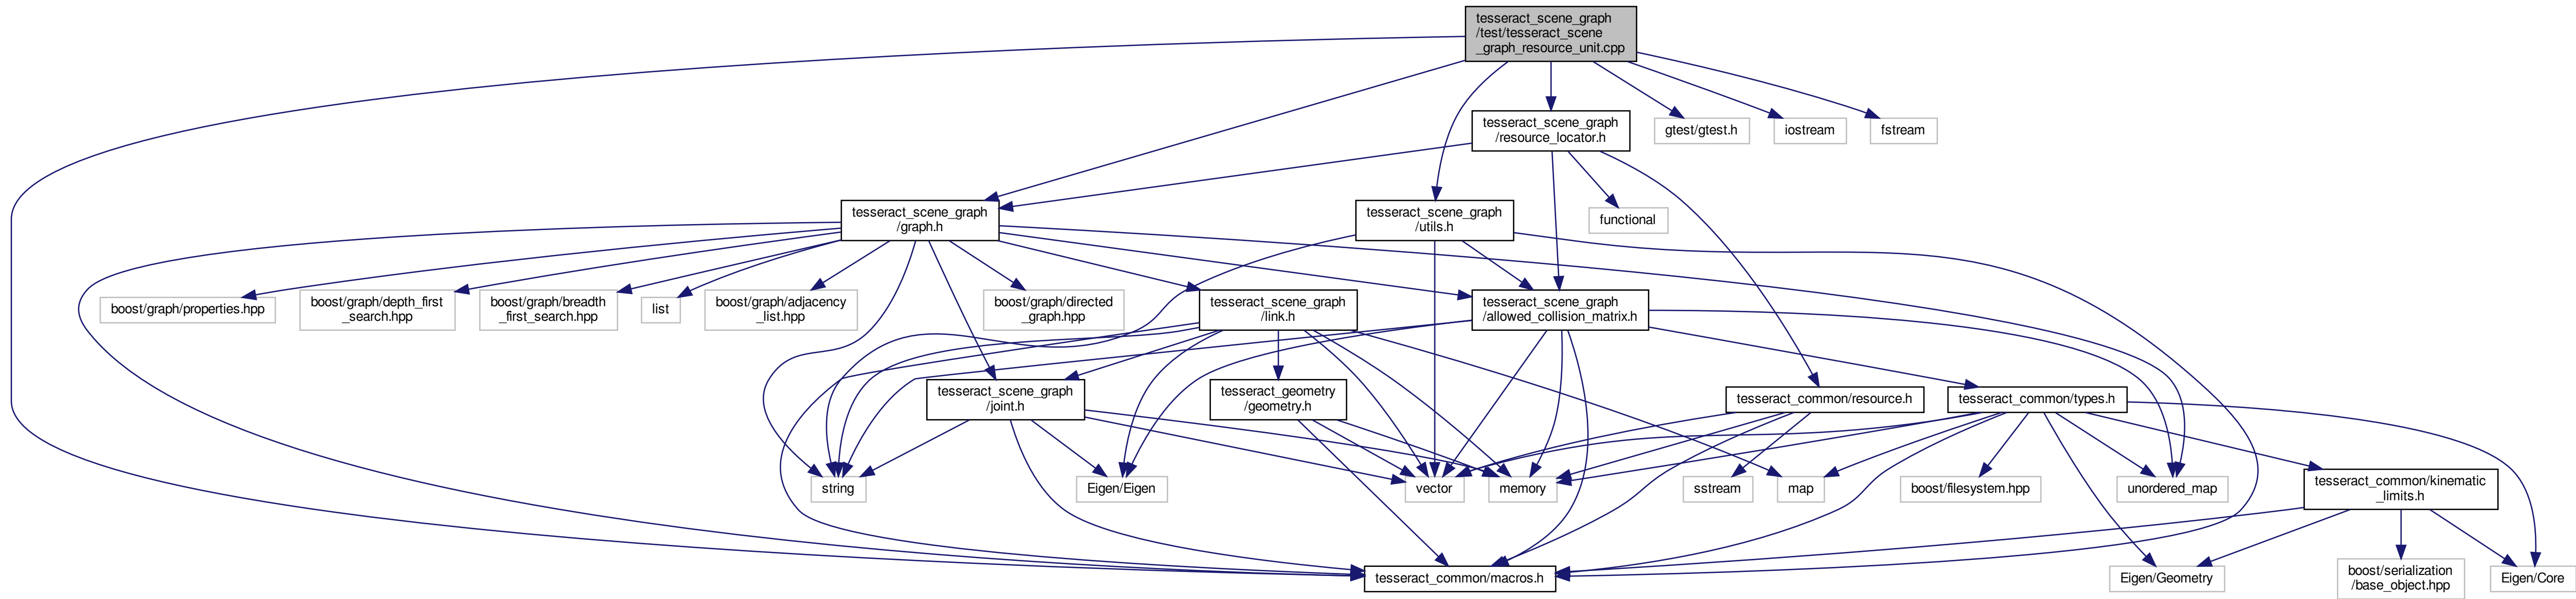 tesseract_scene_graph
/test/tesseract_scene
_graph_resource_unit.cpp
tesseract_scene_graph
/resource_locator.h
gtest/gtest.h
iostream
fstream
tesseract_scene_graph
/graph.h
tesseract_scene_graph
/utils.h
functional
boost/graph/properties.hpp
boost/graph/depth_first
_search.hpp
boost/graph/breadth
_first_search.hpp
list
boost/graph/adjacency
_list.hpp
boost/graph/directed
_graph.hpp
tesseract_scene_graph
/link.h
tesseract_scene_graph
/allowed_collision_matrix.h
tesseract_scene_graph
/joint.h
tesseract_geometry
/geometry.h
tesseract_common/resource.h
tesseract_common/types.h
string
Eigen/Eigen
vector
memory
sstream
map
boost/filesystem.hpp
unordered_map
tesseract_common/kinematic
_limits.h
tesseract_common/macros.h
Eigen/Geometry
boost/serialization
/base_object.hpp
Eigen/Core